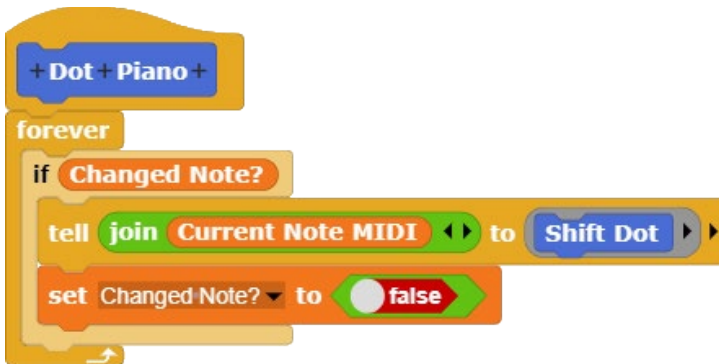 +Dot+Piano+
forever
if Changed Note?
tell join Current Note MIDI to Shift Dot
set Changed Note? to false